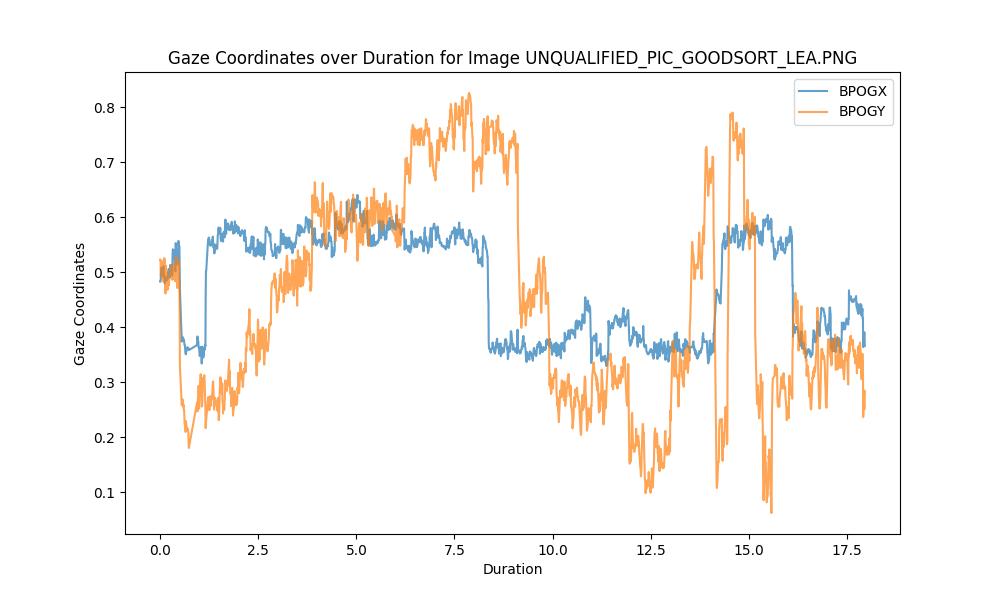 Gaze Coordinates over Duration for Image UNQUALIFIED_PIC_GOODSORT_LEA.PNG
BPOGX
BPOGY
Gaze Coordinates
0.8
0.7
0.6
0.5
0.4
0.3
0.2
0.1
0.0 2.5 5.0 7.5 10.0 12.5 15.0 17.5
Duration